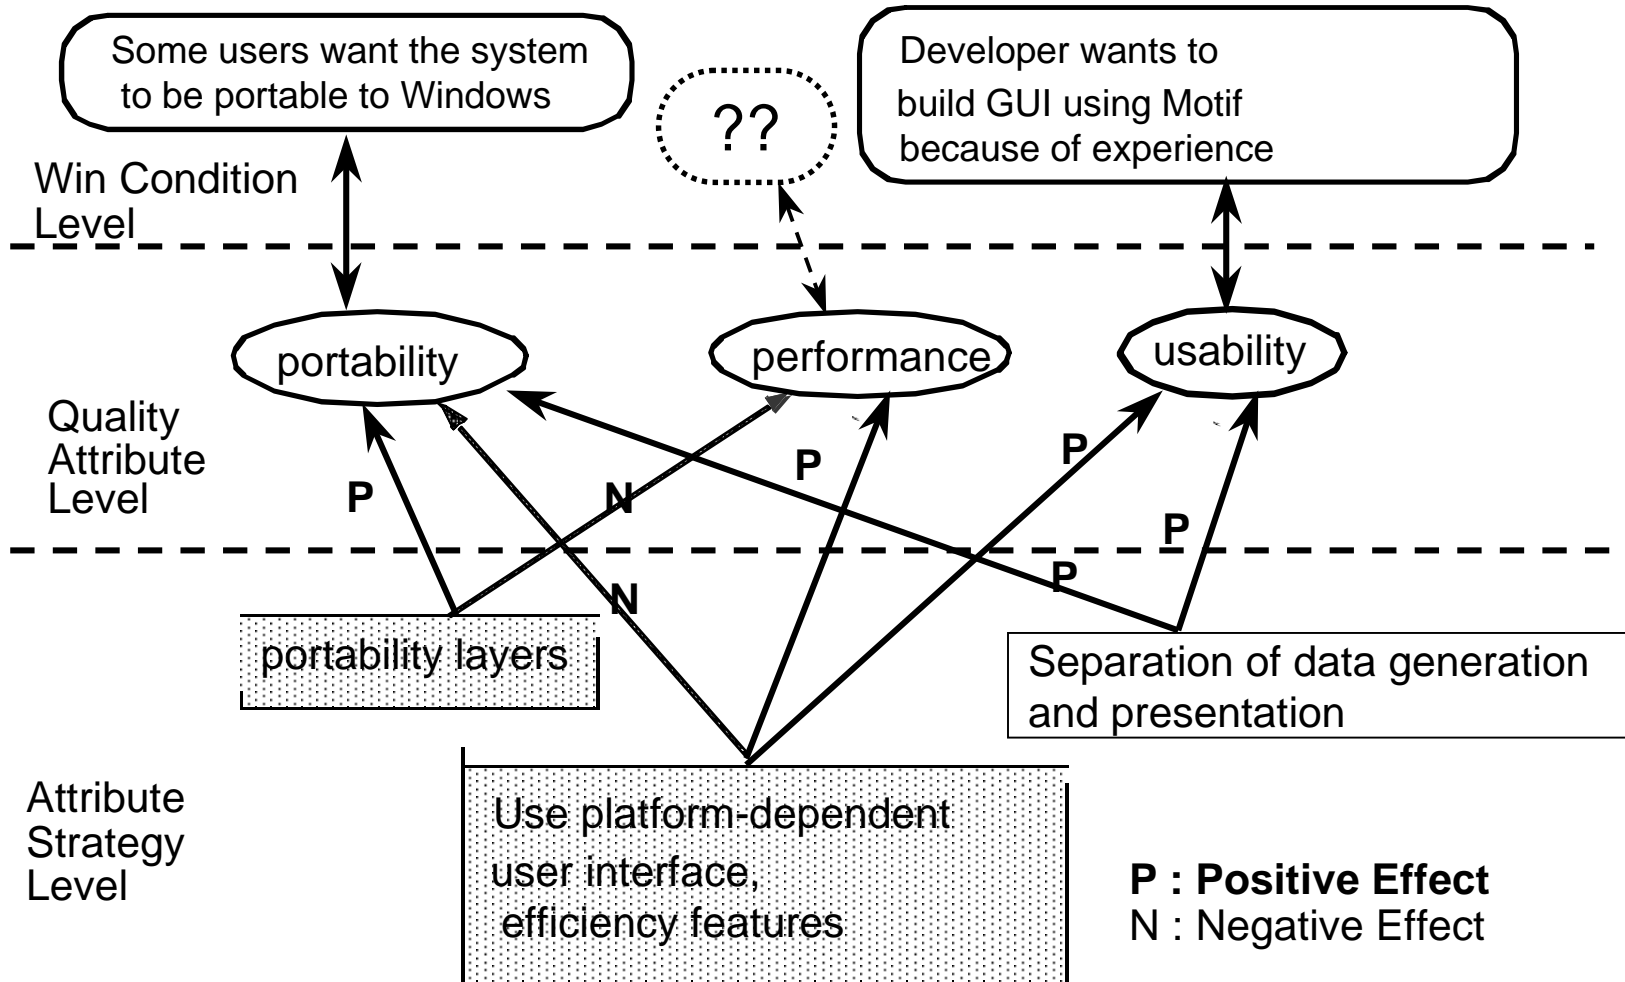 Some users want the system
to be portable to Windows
??
Developer wants to
build GUI using Motif
because of experience
Win Condition
Level
portability
performance
usability
Quality
Attribute
Level
P
N
P
P
P
N
P
portability layers
Separation of data generation
and presentation
Attribute
Strategy
Level
Use platform-dependent
user interface,
efficiency features
P : Positive Effect
N : Negative Effect